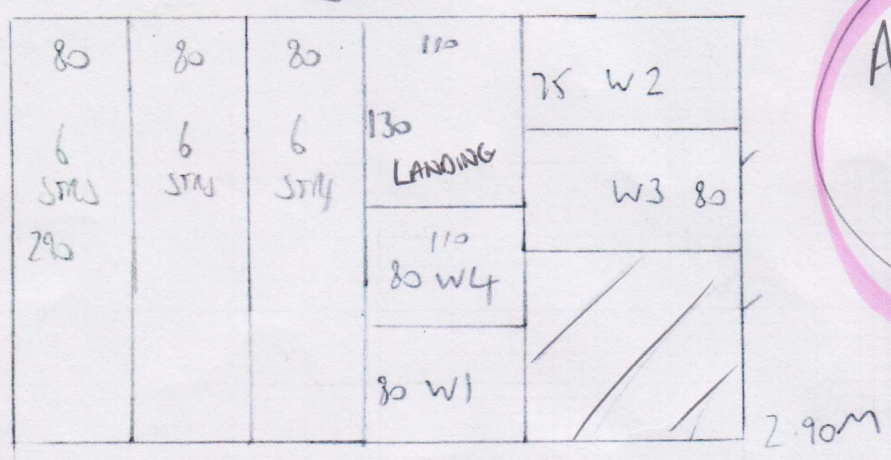 80 80 80 110
75 W2
130
6 6 6
STRS STRS STRS
LANDING
W3 80
290
110
80 W4
80 W1
2.90M
A